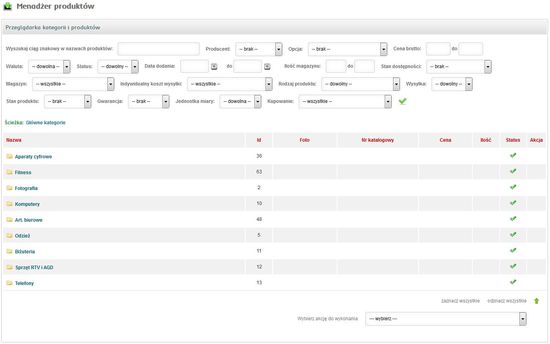 Menadżer produktów
Przeglądarka kategorii i produktów
Wyszukaj ciąg znakowy w nazwach produktów: Producent: -- brak -- Opcja: -- brak -- Cena brutto: do
Waluta: -- dowolna -- Status: -- dowolny -- Data dodania: do Ilość magazynu: do Stan dostępności: -- brak --
Magazyn: -- wszystkie -- Indywidualny koszt wysyłki: -- wszystkie -- Rodzaj produktu: -- dowolny -- Wysyłka: -- dowolny --
Stan produktu: -- brak -- Gwarancja: -- brak -- Jednostka miary: -- dowolna -- Kupowanie: -- wszystkie --
Ścieżka: Główne kategorie
Nazwa Id Foto Nr katalogowy Cena Ilość Status Akcja
Aparaty cyfrowe 36
Fitness 63
Fotografia 2
Komputery 10
Art. biurowe 48
Odzież 5
Biżuteria 11
Sprzęt RTV i AGD 12
Telefony 13
zaznacz wszystkie odznacz wszystkie
Wybierz akcję do wykonania --- wybierz ---